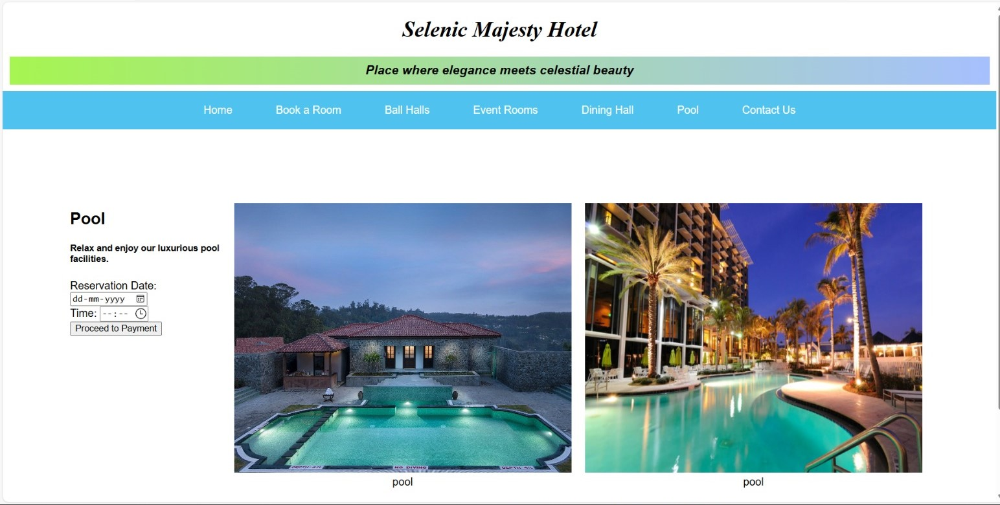 Selenic Majesty Hotel
Place where elegance meets celestial beauty
Home Book a Room Ball Halls Event Rooms Dining Hall Pool Contact Us
Pool
Relax and enjoy our luxurious pool
facilities.
Reservation Date:
dd-mm-yyyy
Time: --:--
Proceed to Payment
NO DIVING
pool
pool